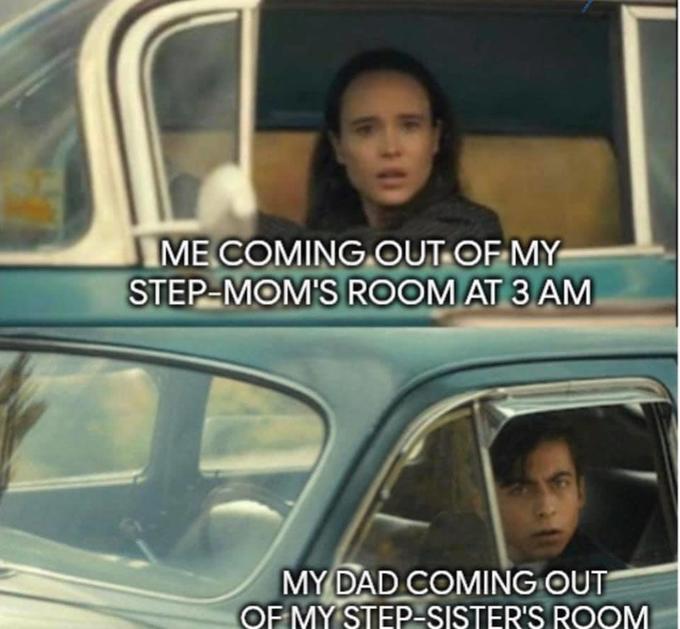 ME COMING OUT OF MY
STEP-MOM'S ROOM AT 3 AM
MY DAD COMING OUT
OF MY STEP-SISTER'S ROOM